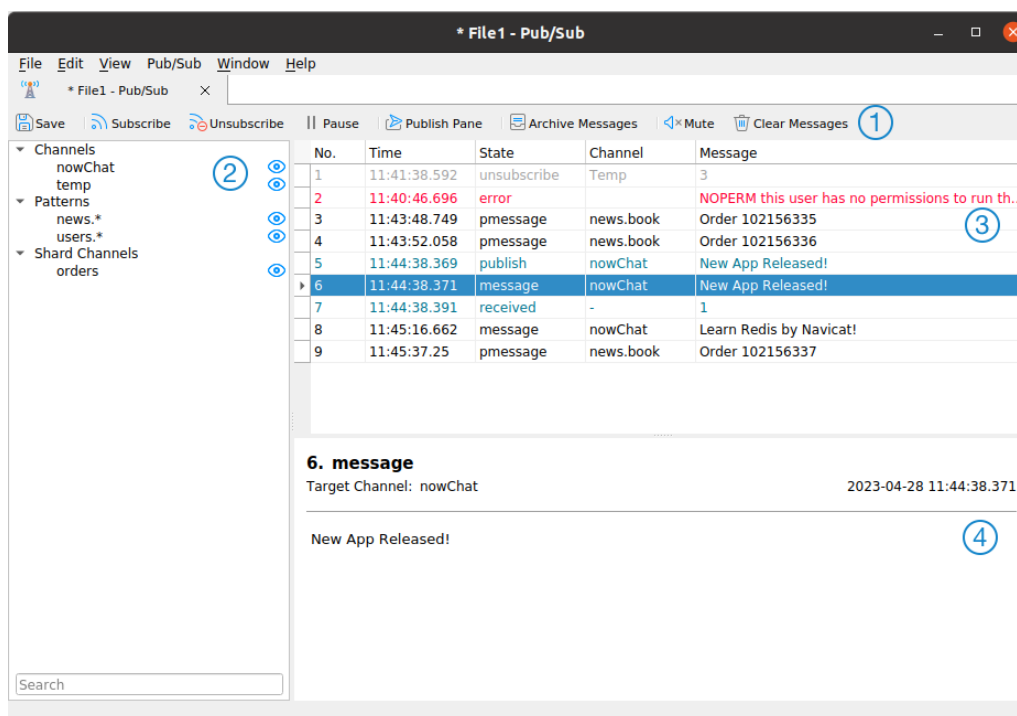 * File1 - Pub/Sub
File Edit View Pub/Sub Window Help
* File1 - Pub/Sub
Save Subscribe Unsubscribe Pause Publish Pane Archive Messages Mute Clear Messages 1
Channels
nowChat
temp
2
Patterns
news.*
users.*
Shard Channels
orders
Search
No. Time State Channel Message
1 11:41:38.592 unsubscribe Temp 3
2 11:40:46.696 error NOPERM this user has no permissions to run th...
3 11:43:48.749 pmessage news.book Order 102156335
3
4 11:43:52.058 pmessage news.book Order 102156336
5 11:44:38.369 publish nowChat New App Released!
6 11:44:38.371 message nowChat New App Released!
7 11:44:38.391 received - 1
8 11:45:16.662 message nowChat Learn Redis by Navicat!
9 11:45:37.25 pmessage news.book Order 102156337
6. message
Target Channel: nowChat 2023-04-28 11:44:38.371
New App Released!
4